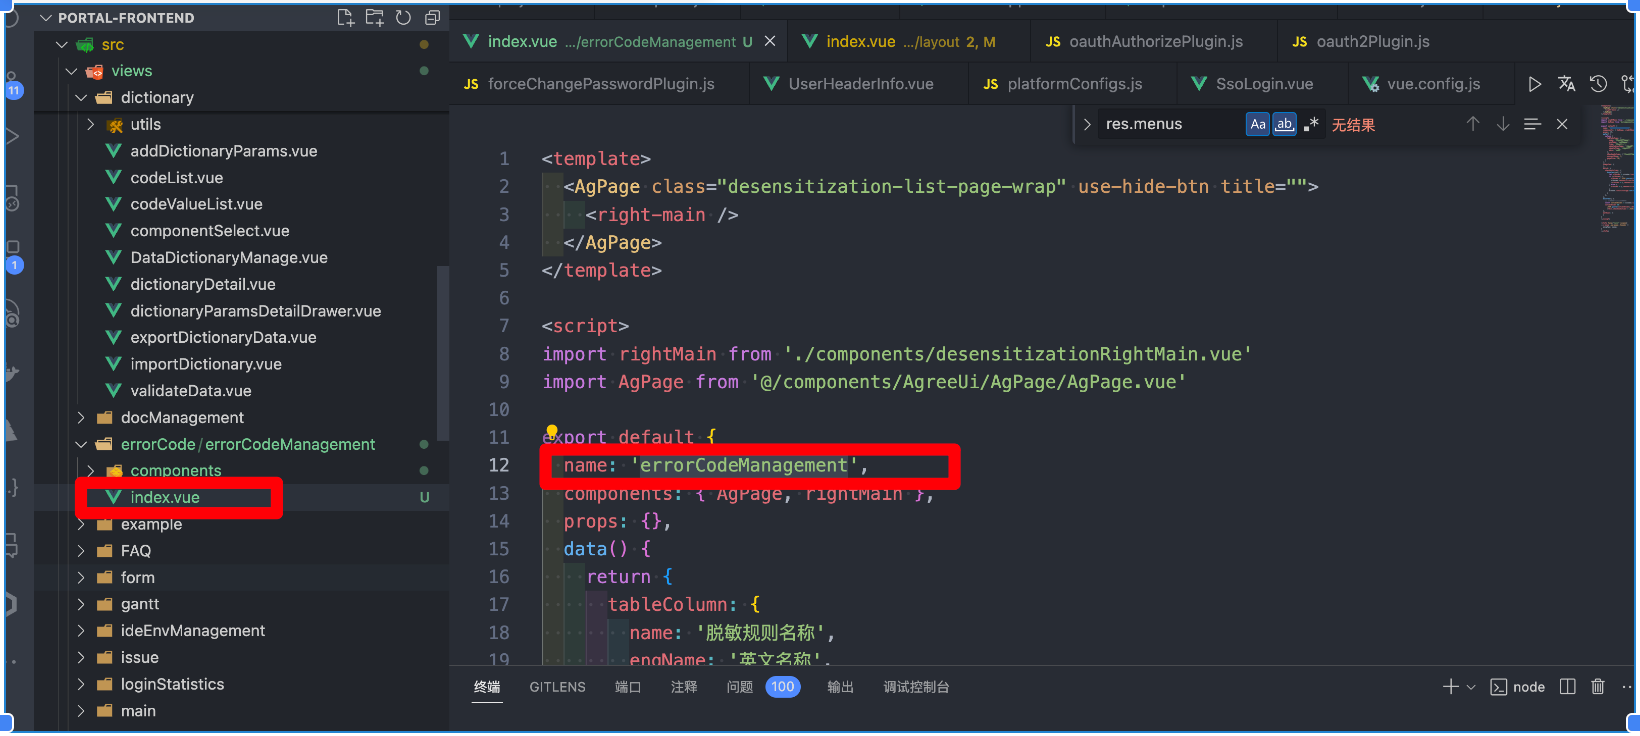 PORTAL-FRONTEND
src
views
dictionary
utils
addDictionaryParams.vue
codeList.vue
codeValueList.vue
componentSelect.vue
DataDictionaryManage.vue
dictionaryDetail.vue
dictionaryParamsDetailDrawer.vue
exportDictionaryData.vue
importDictionary.vue
validateData.vue
docManagement
errorCode/errorCodeManagement
components
index.vue U
example
FAQ
form
gantt
ideEnvManagement
issue
loginStatistics
main
11
1
index.vue .../errorCodeManagement U
index.vue .../layout 2, M
JS oauthAuthorizePlugin.js
JS oauth2Plugin.js
JS forceChangePasswordPlugin.js
UserHeaderInfo.vue
JS platformConfigs.js
SsoLogin.vue
vue.config.js
res.menus Aa ab .* 无结果
1 <template>
2 <AgPage class="desensitization-list-page-wrap" use-hide-btn title="">
3 <right-main />
4 </AgPage>
5 </template>
6
7 <script>
8 import rightMain from './components/desensitizationRightMain.vue'
9 import AgPage from '@/components/AgreeUi/AgPage/AgPage.vue'
10
11 export default {
12 name: 'errorCodeManagement',
13 components: { AgPage, rightMain },
14 props: {},
15 data() {
16 return {
17 tableColumn: {
18 name: '脱敏规则名称',
19 engName: '英文名称',
终端 GITLENS 端口 注释 问题 100 输出 调试控制台
node